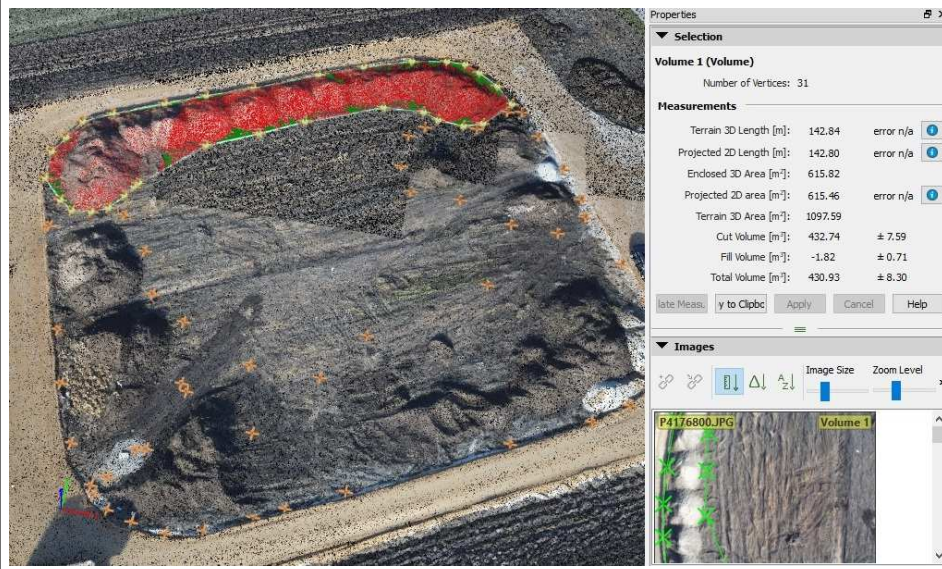 Properties
Selection
Volume 1 (Volume)
Number of Vertices: 31
Measurements
Terrain 3D Length [m]: 142.84 error n/a
Projected 2D Length [m]: 142.80 error n/a
Enclosed 3D Area [m²]: 615.82
Projected 2D area [m²]: 615.46 error n/a
Terrain 3D Area [m²]: 1097.59
Cut Volume [m³]: 432.74 ± 7.59
Fill Volume [m³]: -1.82 ± 0.71
Total Volume [m³]: 430.93 ± 8.30
late Measu. y to Clipbc Apply Cancel Help
Images
Image Size Zoom Level
P4176800.JPG Volume 1